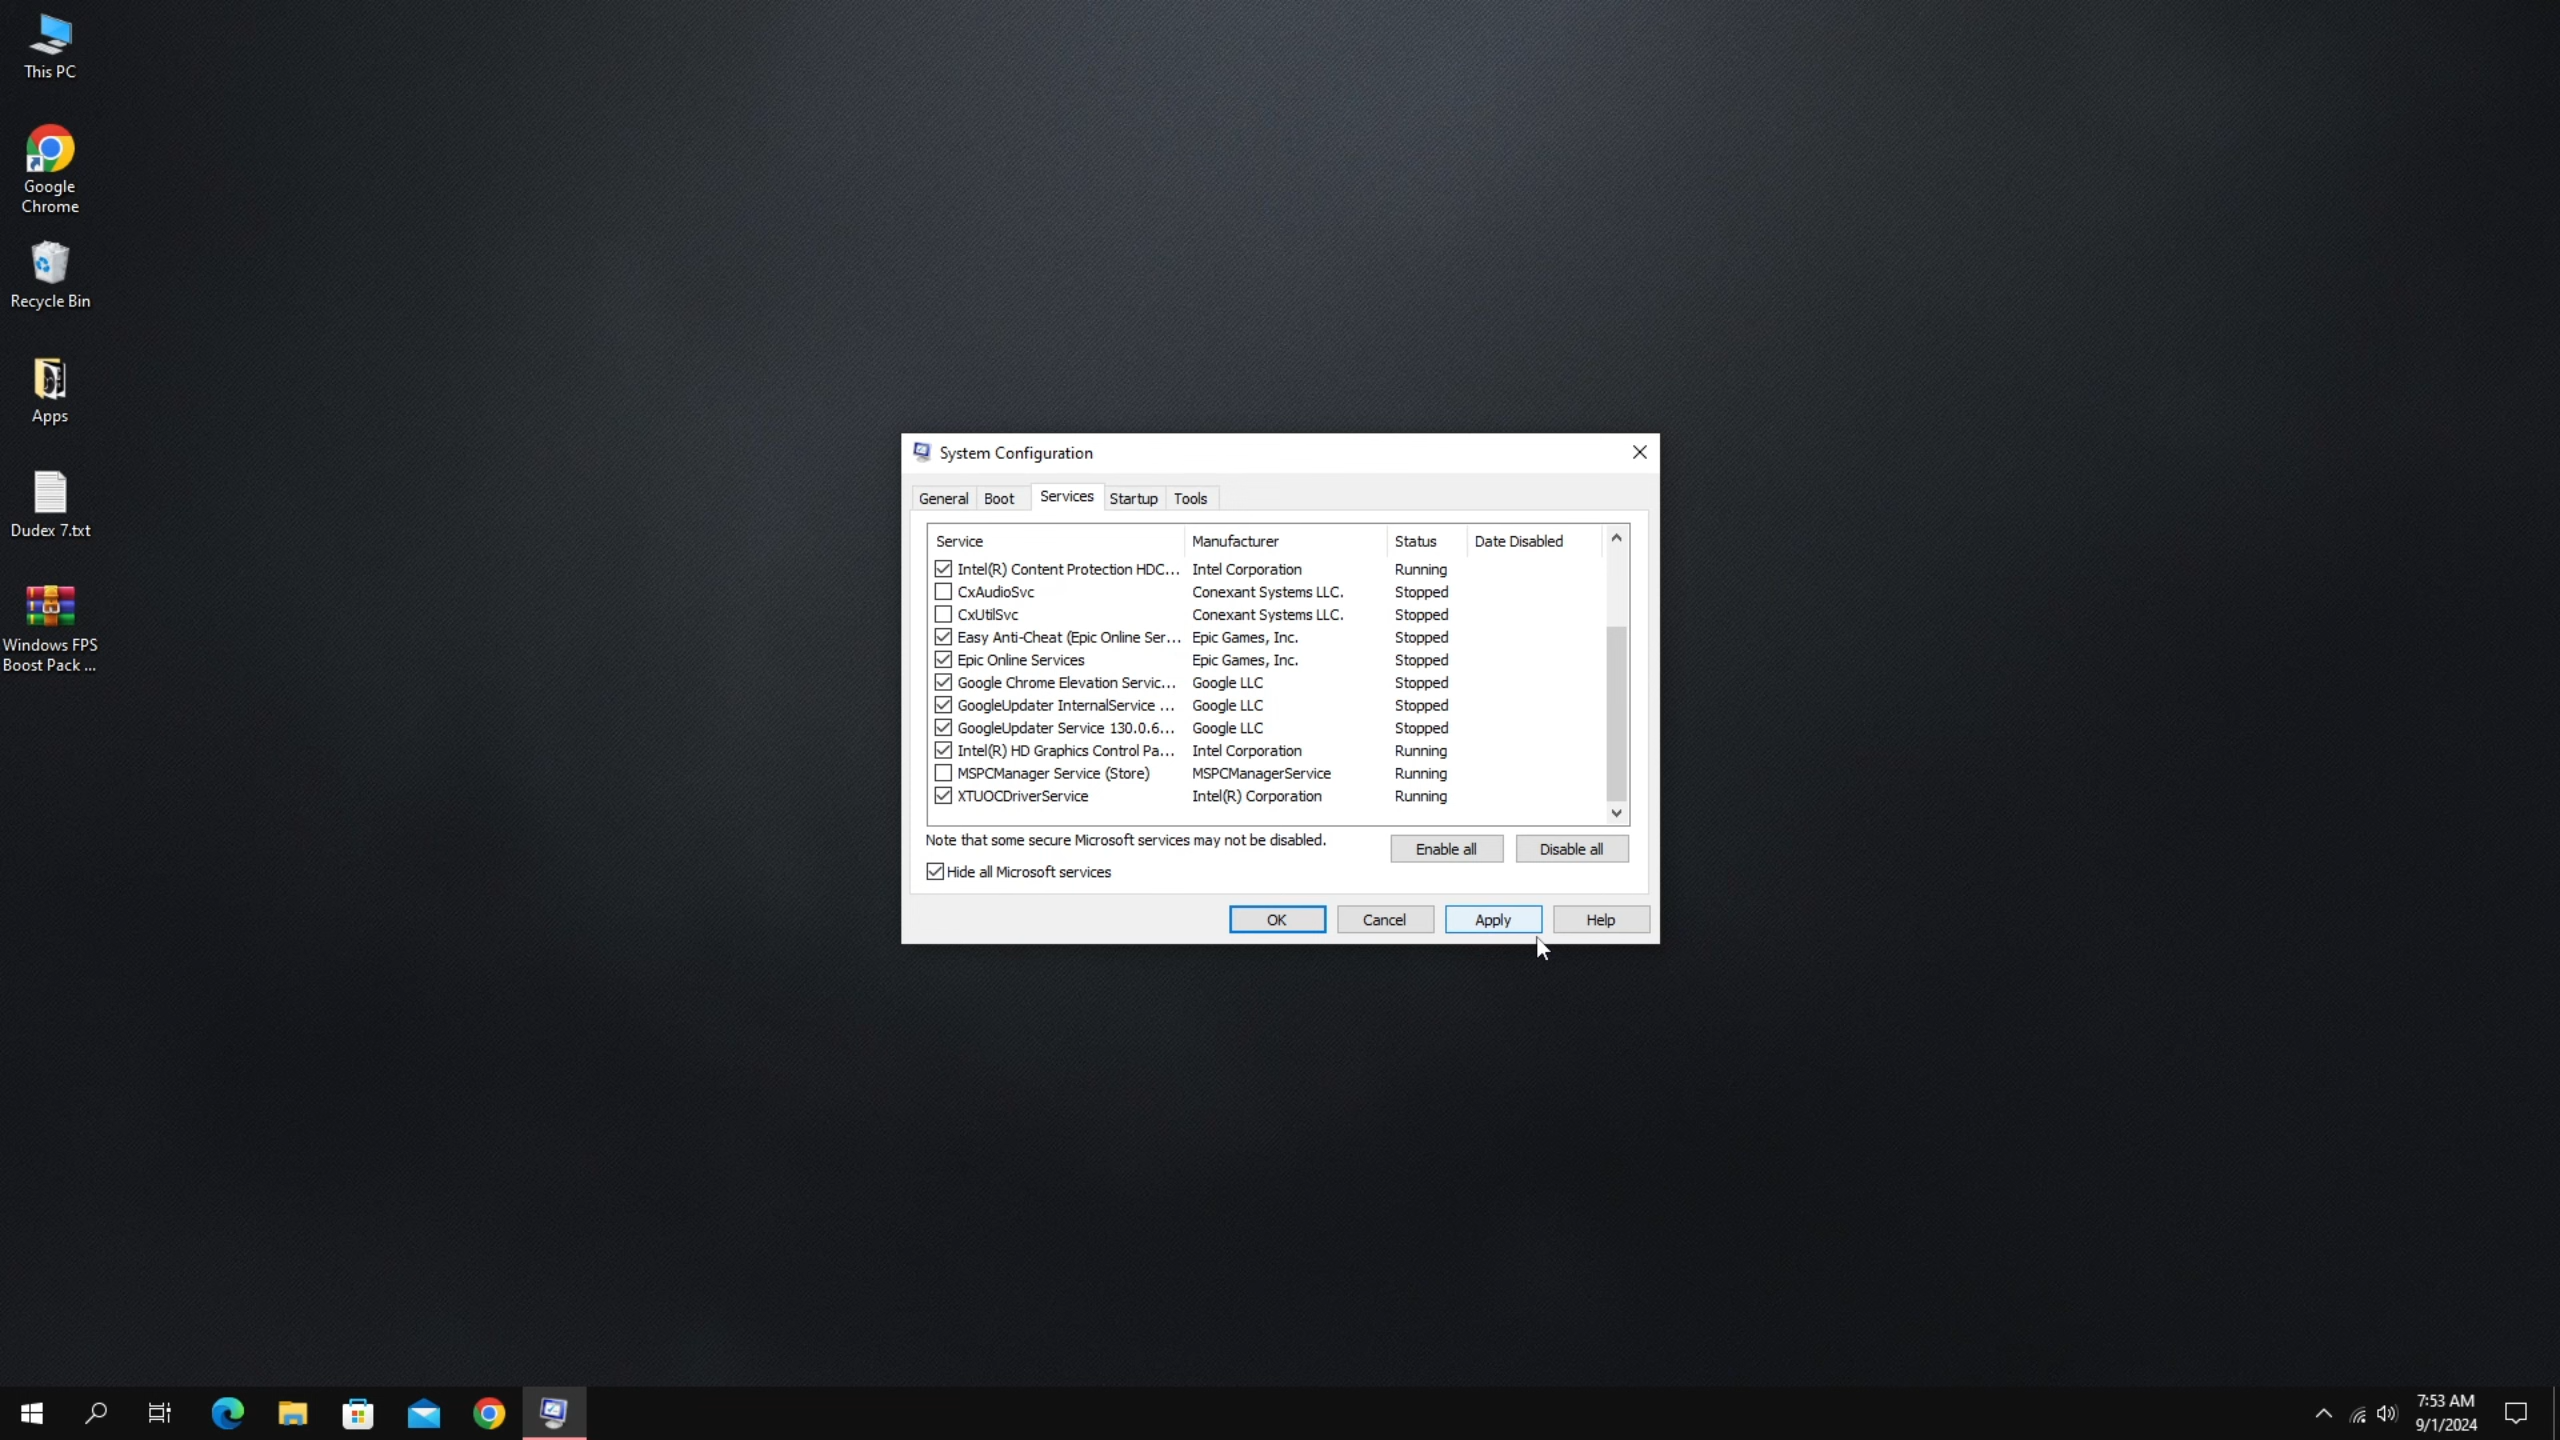 This PC
Google
Chrome
Recycle Bin
Apps
Dudex 7.txt
Windows FPS
Boost Pack ...
System Configuration
General Boot Services Startup Tools
Service Manufacturer Status Date Disabled
Intel(R) Content Protection HDC... Intel Corporation Running
CxAudioSvc Conexant Systems LLC. Stopped
CxUtilSvc Conexant Systems LLC. Stopped
Easy Anti-Cheat (Epic Online Ser... Epic Games, Inc. Stopped
Epic Online Services Epic Games, Inc. Stopped
Google Chrome Elevation Servic... Google LLC Stopped
GoogleUpdater InternalService ... Google LLC Stopped
GoogleUpdater Service 130.0.6... Google LLC Stopped
Intel(R) HD Graphics Control Pa... Intel Corporation Running
MSPCManager Service (Store) MSPCManagerService Running
XTUOCDriverService Intel(R) Corporation Running
Note that some secure Microsoft services may not be disabled.
Enable all Disable all
Hide all Microsoft services
OK Cancel Apply Help
7:53 AM
9/1/2024